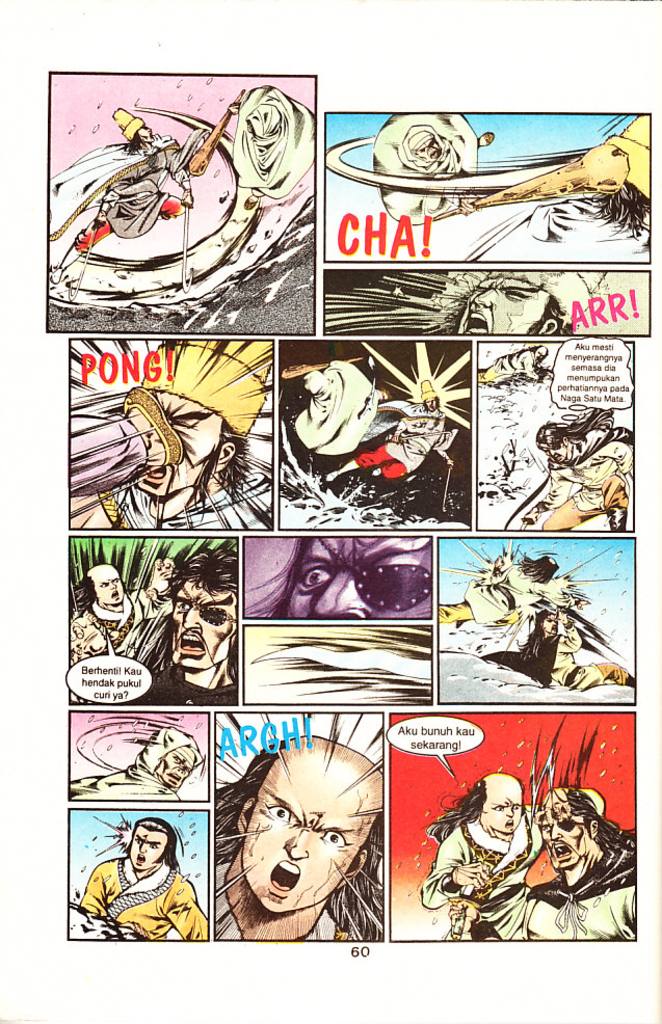 CHA!
ARR!
PONG!
Aku mesti
menyerangnya
semasa dia
menumpukan
perhatiannya pada
Naga Satu Mata.
Berhenti! Kau
hendak pukul
curi ya?
ARGH!
Aku bunuh kau
sekarang!
60